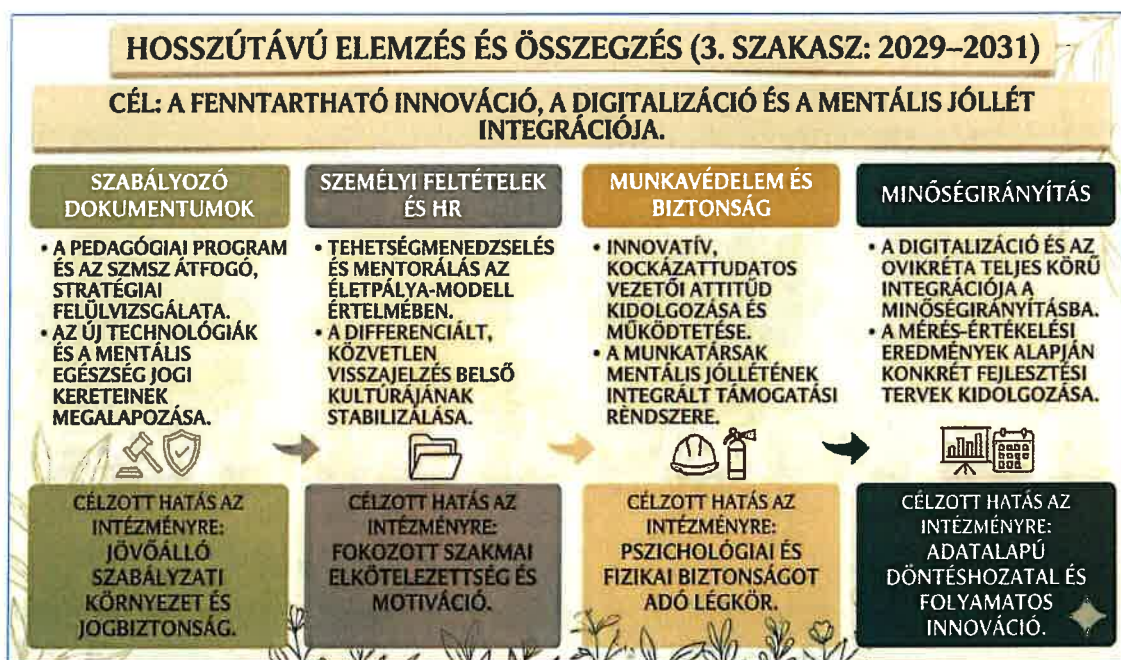 HOSSZÚTÁVÚ ELEMZÉS ÉS ÖSSZEGZÉS (3. SZAKASZ: 2029–2031)
CÉL: A FENNTARTHATÓ INNOVÁCIÓ, A DIGITALIZÁCIÓ ÉS A MENTÁLIS JÓLLÉT
INTEGRÁCIÓJA.
SZABÁLYOZÓ
DOKUMENTUMOK
• A PEDAGÓGIAI PROGRAM
ÉS AZ SZMSZ ÁTFOGÓ,
STRATÉGIAI
FELÜLVIZSGÁLATA.
• AZ ÚJ TECHNOLÓGIÁK
ÉS A MENTÁLIS
EGÉSZSÉG JOGI
KERETEINEK
MEGALAPOZÁSA.
CÉLZOTT HATÁS AZ
INTÉZMÉNYRE:
JÖVŐÁLLÓ
SZABÁLYZATI
KÖRNYEZET ÉS
JOGBIZTONSÁG.
SZEMÉLYI FELTÉTELEK
ÉS HR
• TEHETSÉGMENEDZSELÉS
ÉS MENTORÁLÁS AZ
ÉLETPÁLYA-MODELL
ÉRTELMÉBEN.
• A DIFFERENCIÁLT,
KÖZVETLEN
VISSZAJELZÉS BELSŐ
KULTÚRÁJÁNAK
STABILIZÁLÁSA.
CÉLZOTT HATÁS AZ
INTÉZMÉNYRE:
FOKOZOTT SZAKMAI
ELKÖTELEZETTSÉG ÉS
MOTIVÁCIÓ.
MUNKAVÉDELEM ÉS
BIZTONSÁG
• INNOVATÍV,
KOCKÁZATTUDATOS
VEZETŐI ATTITŰD
KIDOLGOZÁSA ÉS
MŰKÖDTETÉSE.
• A MUNKATÁRSAK
MENTÁLIS JÓLLÉTÉNEK
INTEGRÁLT TÁMOGATÁSI
RENDSZERE.
CÉLZOTT HATÁS AZ
INTÉZMÉNYRE:
PSZICHOLÓGIAI ÉS
FIZIKAI BIZTONSÁGOT
ADÓ LÉGKÖR.
MINŐSÉGIRÁNYÍTÁS
• A DIGITALIZÁCIÓ ÉS AZ
OVIKRÉTA TELJES KÖRŰ
INTEGRÁCIÓJA A
MINŐSÉGIRÁNYÍTÁSBA.
• A MÉRÉS-ÉRTÉKELÉSI
EREDMÉNYEK ALAPJÁN
KONKRÉT FEJLESZTÉSI
TERVEK KIDOLGOZÁSA.
CÉLZOTT HATÁS AZ
INTÉZMÉNYRE:
ADATALAPÚ
DÖNTÉSHOZATAL ÉS
FOLYAMATOS
INNOVÁCIÓ.